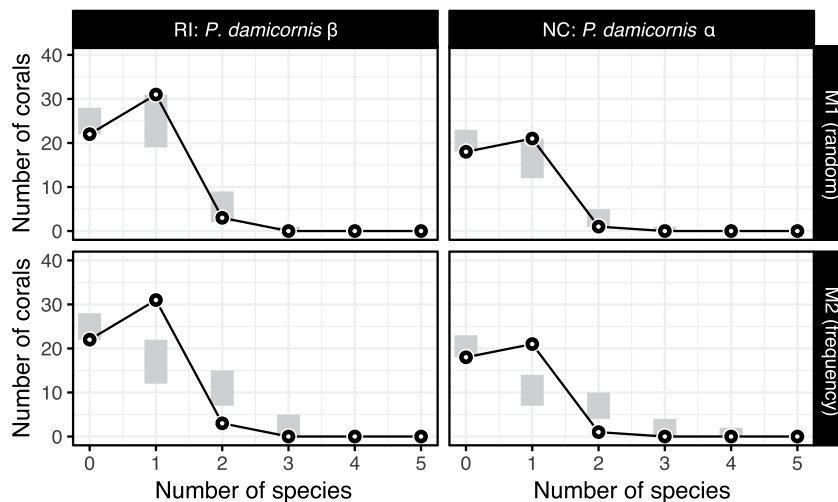 RI: P. damicornis β
NC: P. damicornis α
40
30
20
10
0
Number of corals
M1 (random)
40
30
20
10
0
Number of corals
M2 (frequency)
0 1 2 3 4 5
0 1 2 3 4 5
Number of species
Number of species